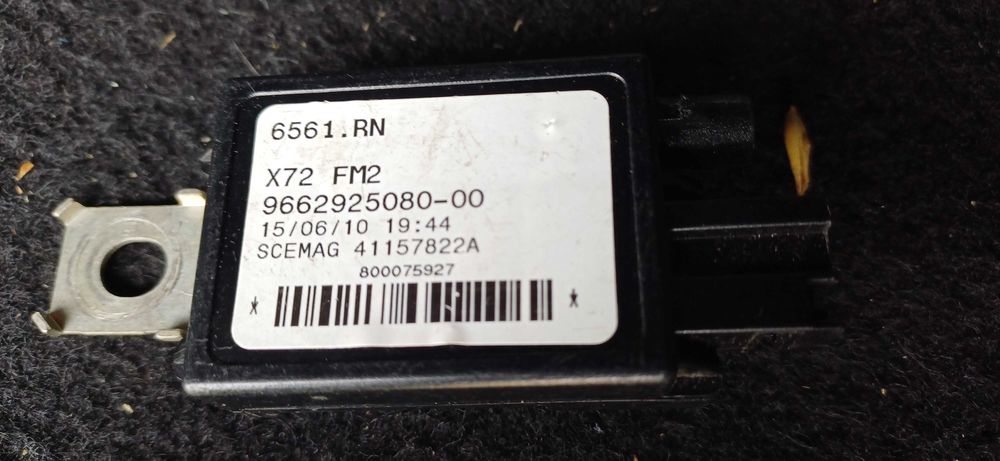 6561.RN
X72 FM2
9662925080-00
15/06/10 19:44
SCEMAG 41157822A
800075927
* *